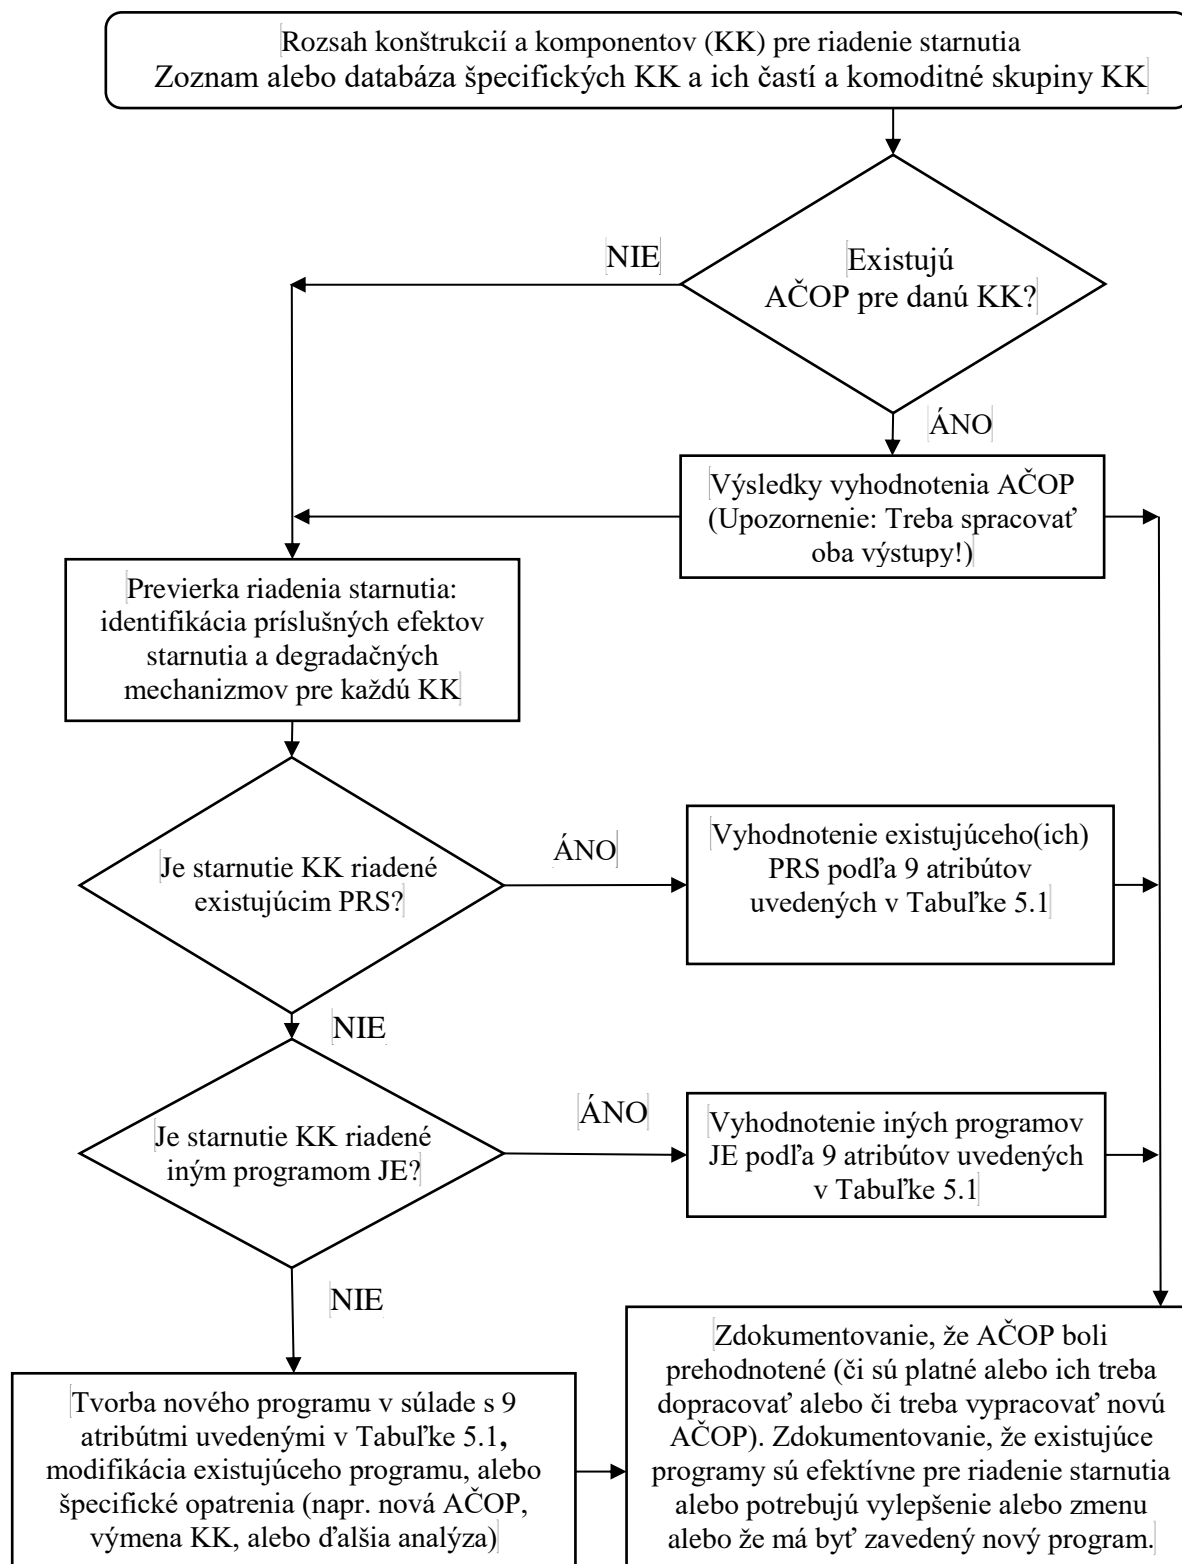 Rozsah konštrukcií a komponentov (KK) pre riadenie starnutia
Zoznam alebo databáza špecifických KK a ich častí a komoditné skupiny KK
NIE
Existujú
AČOP pre danú KK?
ÁNO
Výsledky vyhodnotenia AČOP
(Upozornenie: Treba spracovať
oba výstupy!)
Previerka riadenia starnutia:
identifikácia príslušných efektov
starnutia a degradačných
mechanizmov pre každú KK
Je starnutie KK riadené
existujúcim PRS?
ÁNO
Vyhodnotenie existujúceho(ich)
PRS podľa 9 atribútov
uvedených v Tabuľke 5.1
NIE
Je starnutie KK riadené
iným programom JE?
ÁNO
Vyhodnotenie iných programov
JE podľa 9 atribútov uvedených
v Tabuľke 5.1
NIE
Tvorba nového programu v súlade s 9
atribútmi uvedenými v Tabuľke 5.1,
modifikácia existujúceho programu, alebo
špecifické opatrenia (napr. nová AČOP,
výmena KK, alebo ďalšia analýza)
Zdokumentovanie, že AČOP boli
prehodnotené (či sú platné alebo ich treba
dopracovať alebo či treba vypracovať novú
AČOP). Zdokumentovanie, že existujúce
programy sú efektívne pre riadenie starnutia
alebo potrebujú vylepšenie alebo zmenu
alebo že má byť zavedený nový program.